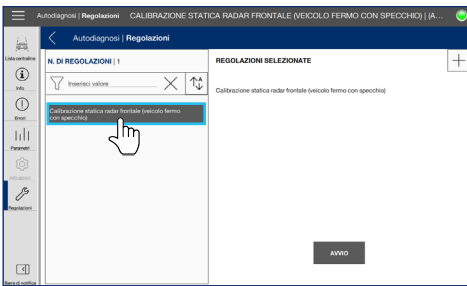 Autodiagnosi | Regolazioni CALIBRAZIONE STATICA RADAR FRONTALE (VEICOLO FERMO CON SPECCHIO) | (A...
Autodiagnosi | Regolazioni
Lista centraline
Info
Errori
Parametri
Attivazioni
Regolazioni
Barra di notifica
N. DI REGOLAZIONI | 1
Inserisci valore
Calibrazione statica radar frontale (veicolo fermo
con specchio)
REGOLAZIONI SELEZIONATE
Calibrazione statica radar frontale (veicolo fermo con specchio)
AVVIO